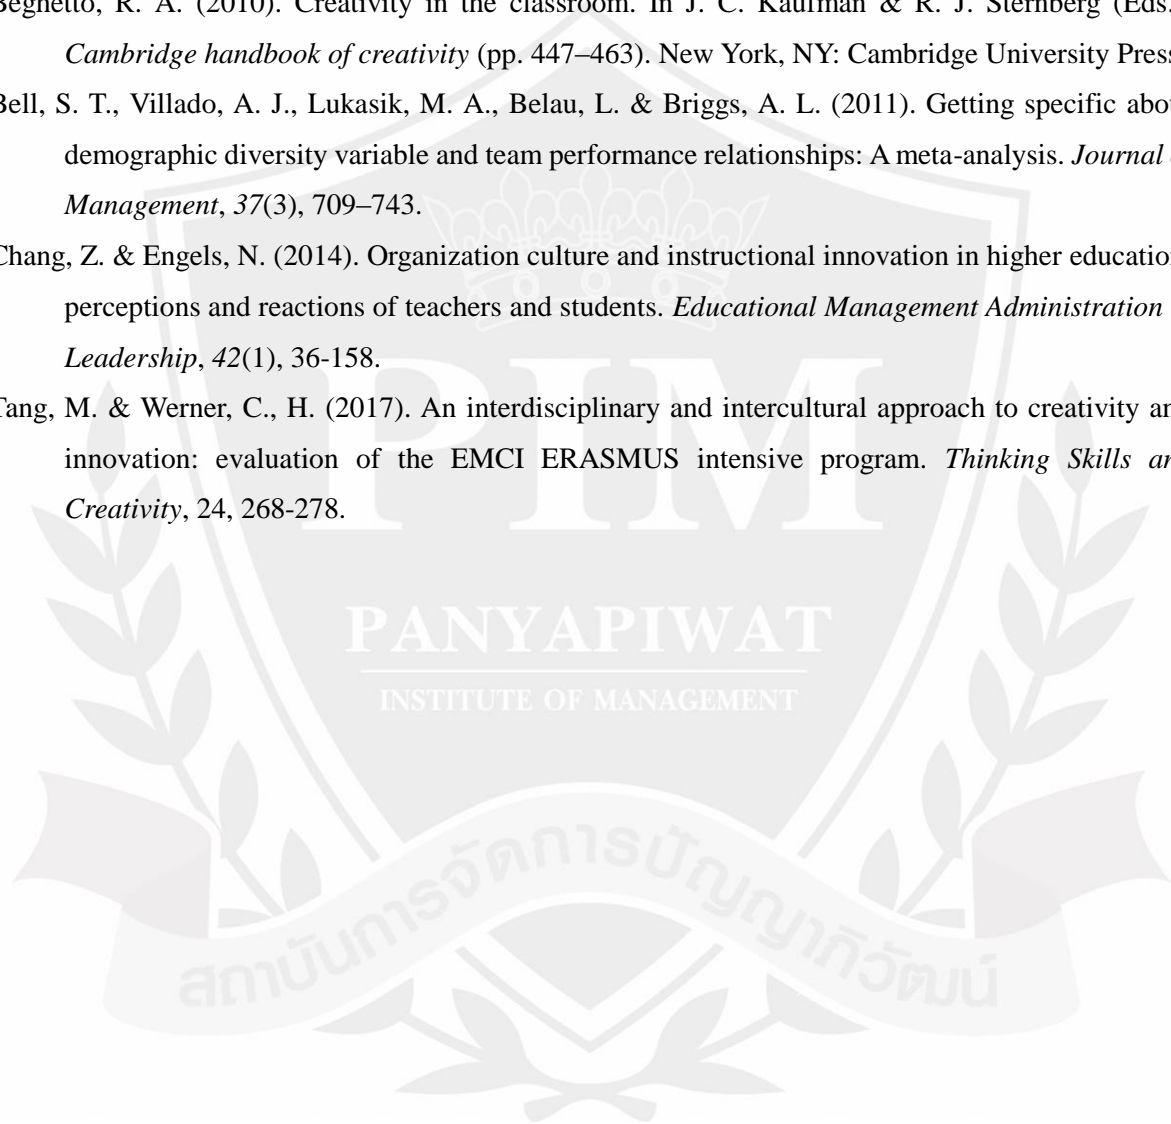 Beghetto, R. A. (2010). Creativity in the classroom. In J. C. Kaufman & R. J. Sternberg (Eds.
Cambridge handbook of creativity (pp. 447–463). New York, NY: Cambridge University Press
Bell, S. T., Villado, A. J., Lukasik, M. A., Belau, L. & Briggs, A. L. (2011). Getting specific abou
demographic diversity variable and team performance relationships: A meta-analysis. Journal
Management, 37(3), 709–743.
Chang, Z. & Engels, N. (2014). Organization culture and instructional innovation in higher education
perceptions and reactions of teachers and students. Educational Management Administration
Leadership, 42(1), 36-158.
Tang, M. & Werner, C., H. (2017). An interdisciplinary and intercultural approach to creativity an
innovation: evaluation of the EMCI ERASMUS intensive program. Thinking Skills an
Creativity, 24, 268-278.
PIM
PANYAPIWAT
INSTITUTE OF MANAGEMENT
สถาบันการจัดการปัญญาภิวัฒน์